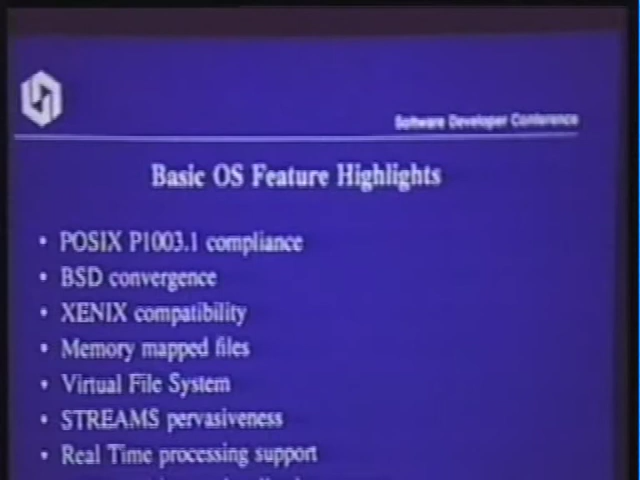 Software Developer Conference
Basic OS Feature Highlights
• POSIX P1003.1 compliance
• BSD convergence
• XENIX compatibility
• Memory mapped files
• Virtual File System
• STREAMS pervasiveness
• Real Time processing support